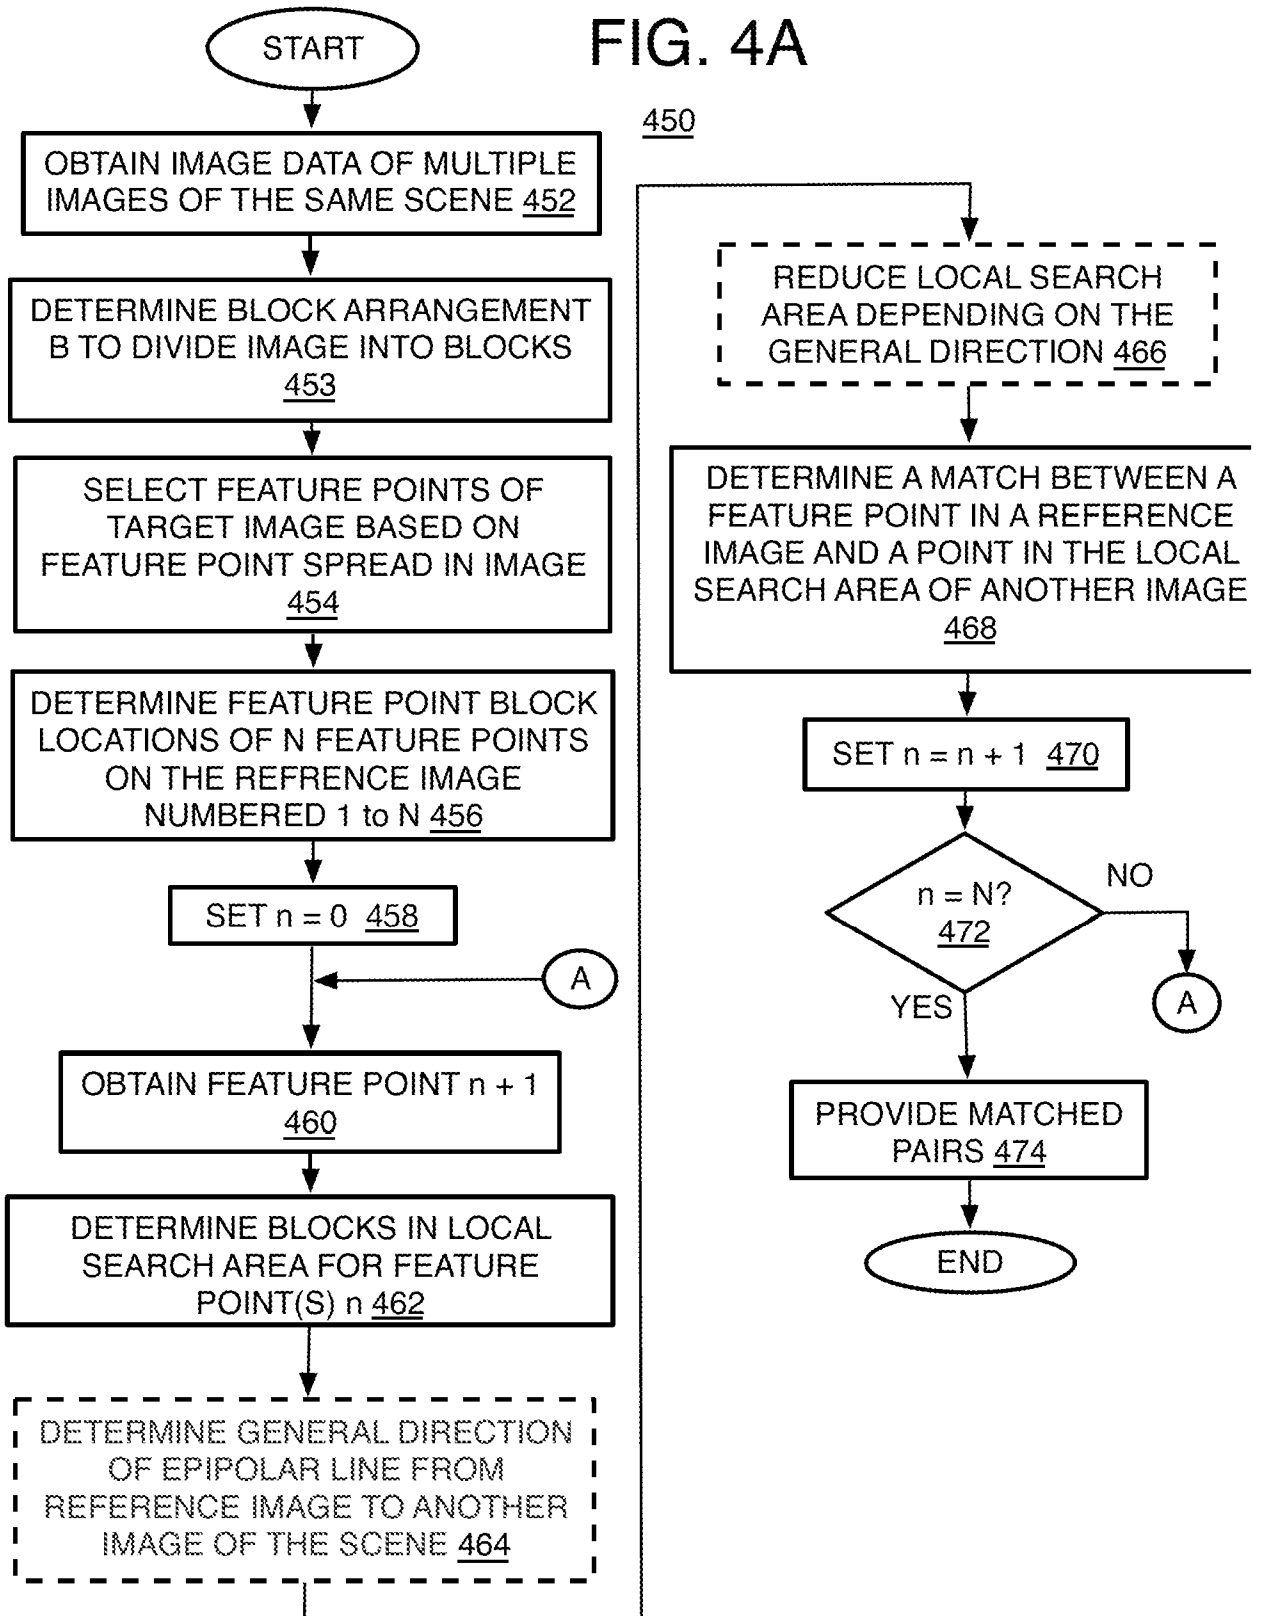 FIG. 4A
450
START
OBTAIN IMAGE DATA OF MULTIPLE
IMAGES OF THE SAME SCENE 452
DETERMINE BLOCK ARRANGEMENT
B TO DIVIDE IMAGE INTO BLOCKS
453
SELECT FEATURE POINTS OF
TARGET IMAGE BASED ON
FEATURE POINT SPREAD IN IMAGE
454
DETERMINE FEATURE POINT BLOCK
LOCATIONS OF N FEATURE POINTS
ON THE REFRENCE IMAGE
NUMBERED 1 to N 456
SET n = 0 458
A
OBTAIN FEATURE POINT n + 1
460
DETERMINE BLOCKS IN LOCAL
SEARCH AREA FOR FEATURE
POINT(S) n 462
DETERMINE GENERAL DIRECTION
OF EPIPOLAR LINE FROM
REFERENCE IMAGE TO ANOTHER
IMAGE OF THE SCENE 464
REDUCE LOCAL SEARCH
AREA DEPENDING ON THE
GENERAL DIRECTION 466
DETERMINE A MATCH BETWEEN A
FEATURE POINT IN A REFERENCE
IMAGE AND A POINT IN THE LOCAL
SEARCH AREA OF ANOTHER IMAGE
468
SET n = n + 1 470
n = N?
472
NO
A
YES
PROVIDE MATCHED
PAIRS 474
END